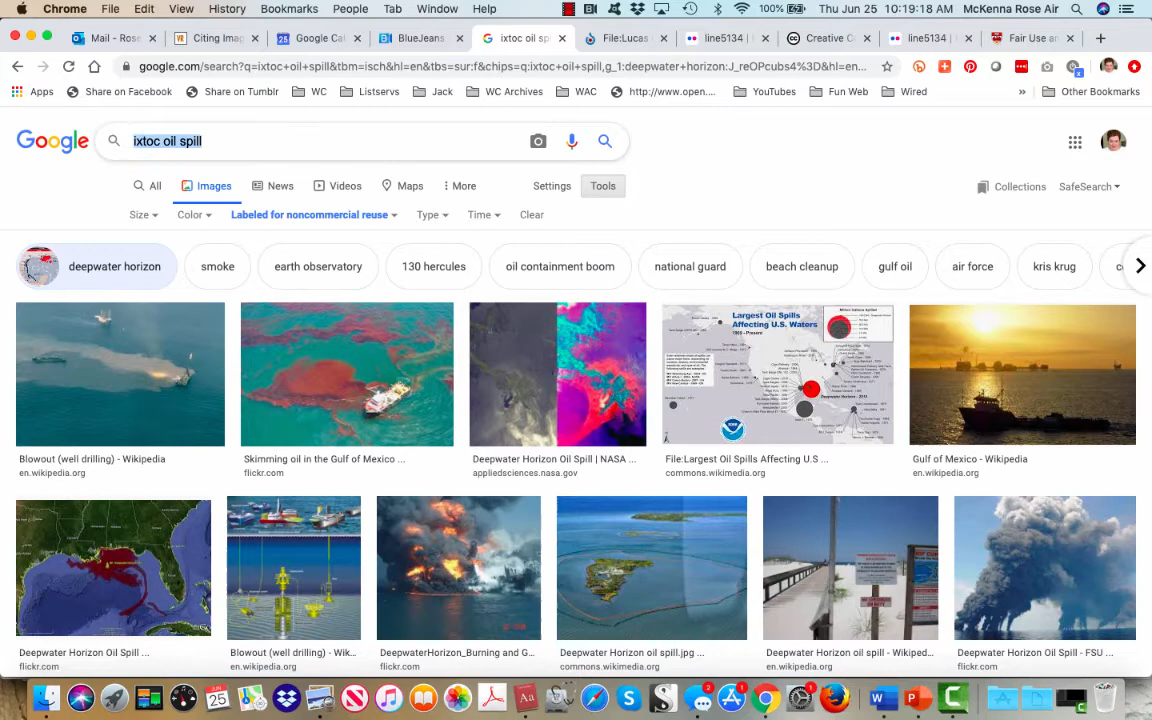 Chrome File Edit View History Bookmarks People Tab Window Help 100% Thu Jun 25 10:19:18 AM McKenna Rose Air
Mail - Rose Citing Imag Google Cal BlueJeans ixtoc oil sp File:Lucas line5134 | Creative C line5134 | Fair Use an
google.com/search?q=ixtoc+oil+spill&tbm=isch&hl=en&tbs=sur:f&chips=q:ixtoc+oil+spill,g_1:deepwater+horizon:J_reOPcubs4%3D&hl=en...
Apps Share on Facebook Share on Tumblr WC Listservs Jack WC Archives WAC http://www.open.... YouTubes Fun Web Wired » Other Bookmarks
Google ixtoc oil spill
All Images News Videos Maps More Settings Tools Collections SafeSearch
Size Color Labeled for noncommercial reuse Type Time Clear
deepwater horizon smoke earth observatory 130 hercules oil containment boom national guard beach cleanup gulf oil air force kris krug
Largest Oil Spills
Affecting U.S. Waters
1969 - Present
Blowout (well drilling) - Wikipedia Skimming oil in the Gulf of Mexico ... Deepwater Horizon Oil Spill | NASA ... File:Largest Oil Spills Affecting U.S ... Gulf of Mexico - Wikipedia
en.wikipedia.org flickr.com appliedsciences.nasa.gov commons.wikimedia.org en.wikipedia.org
Deepwater Horizon Oil Spill ... Blowout (well drilling) - Wik... DeepwaterHorizon_Burning and G... Deepwater Horizon oil spill.jpg ... Deepwater Horizon oil spill - Wikiped... Deepwater Horizon Oil Spill - FSU ...
flickr.com en.wikipedia.org flickr.com commons.wikimedia.org en.wikipedia.org flickr.com